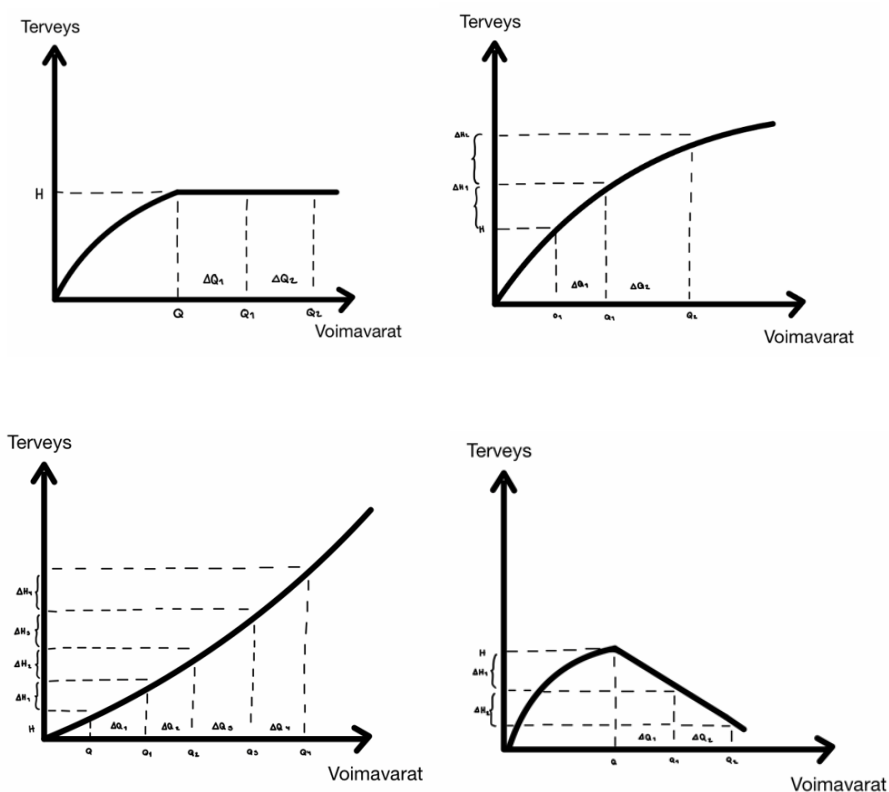 Terveys
H
ΔQ₁
ΔQ₂
Q
Q₁
Q₂
Voimavarat
Terveys
ΔH₂
ΔH₁
H
ΔQ₁
ΔQ₂
Q₁
Q₁
Q₂
Voimavarat
Terveys
ΔH₄
ΔH₃
ΔH₂
ΔH₁
H
ΔQ₁
ΔQ₂
ΔQ₃
ΔQ₄
Q
Q₁
Q₂
Q₃
Q₄
Voimavarat
Terveys
H
ΔH₁
ΔH₂
ΔQ₁
ΔQ₂
Q
Q₁
Q₂
Voimavarat